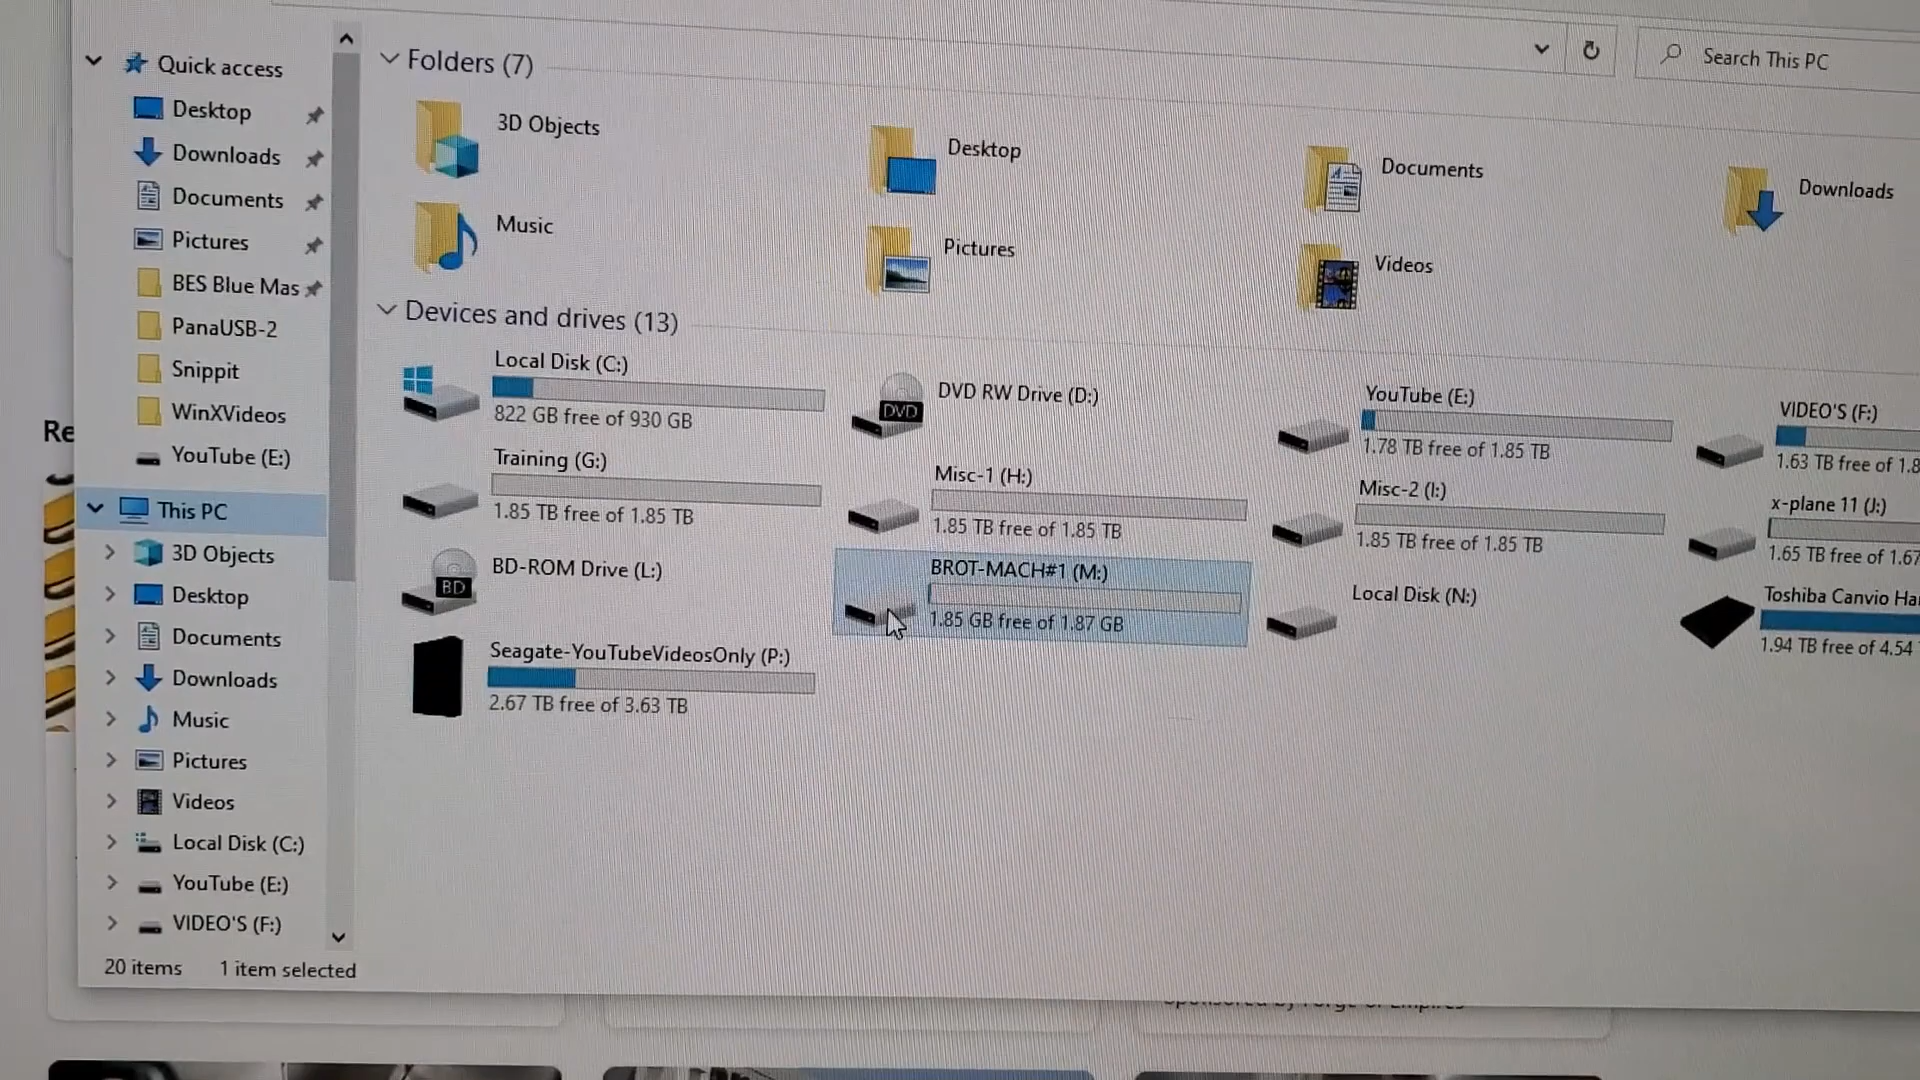 Search This PC
Quick access
Desktop
Downloads
Documents
Pictures
BES Blue Mas
PanaUSB-2
Snippit
WinXVideos
YouTube (E:)
This PC
3D Objects
Desktop
Documents
Downloads
Music
Pictures
Videos
Local Disk (C:)
YouTube (E:)
VIDEO'S (F:)
20 items 1 item selected
Folders (7)
3D Objects
Desktop
Documents
Downloads
Music
Pictures
Videos
Devices and drives (13)
Local Disk (C:)
822 GB free of 930 GB
DVD
DVD RW Drive (D:)
YouTube (E:)
1.78 TB free of 1.85 TB
VIDEO'S (F:)
1.63 TB free of 1.8
Training (G:)
1.85 TB free of 1.85 TB
Misc-1 (H:)
1.85 TB free of 1.85 TB
Misc-2 (I:)
1.85 TB free of 1.85 TB
x-plane 11 (J:)
1.65 TB free of 1.67
BD
BD-ROM Drive (L:)
BROT-MACH#1 (M:)
1.85 GB free of 1.87 GB
Local Disk (N:)
Toshiba Canvio Ha
1.94 TB free of 4.54
Seagate-YouTubeVideosOnly (P:)
2.67 TB free of 3.63 TB
Re